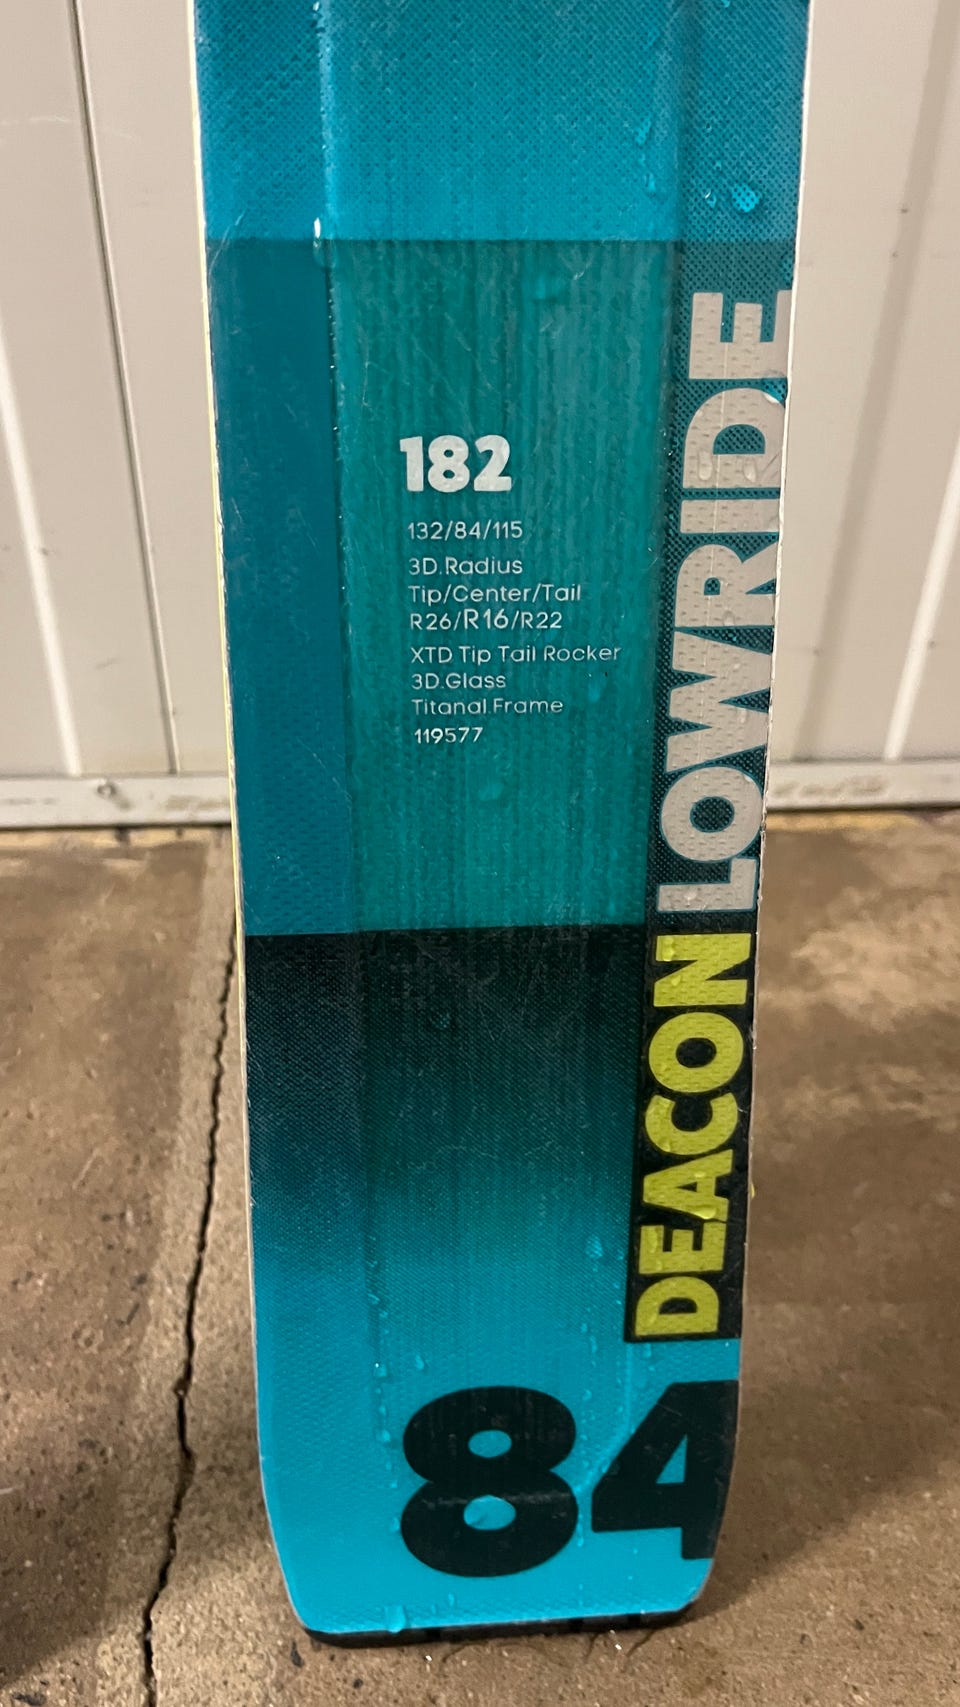 182
132/84/115
3D.Radius
Tip/Center/Tail
R26/R16/R22
XTD Tip Tail Rocker
3D.Glass
Titanal.Frame
119577
DEACON LOWRIDE
84